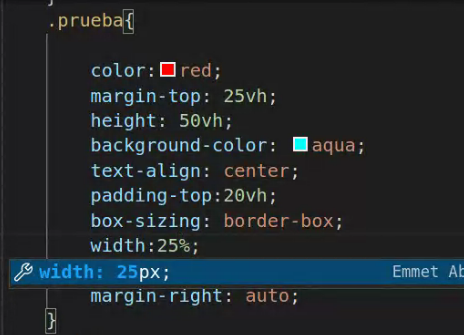 }
.prueba{
color: red;
margin-top: 25vh;
height: 50vh;
background-color: aqua;
text-align: center;
padding-top:20vh;
box-sizing: border-box;
width:25%;
width: 25px; Emmet Ab
margin-right: auto;
}